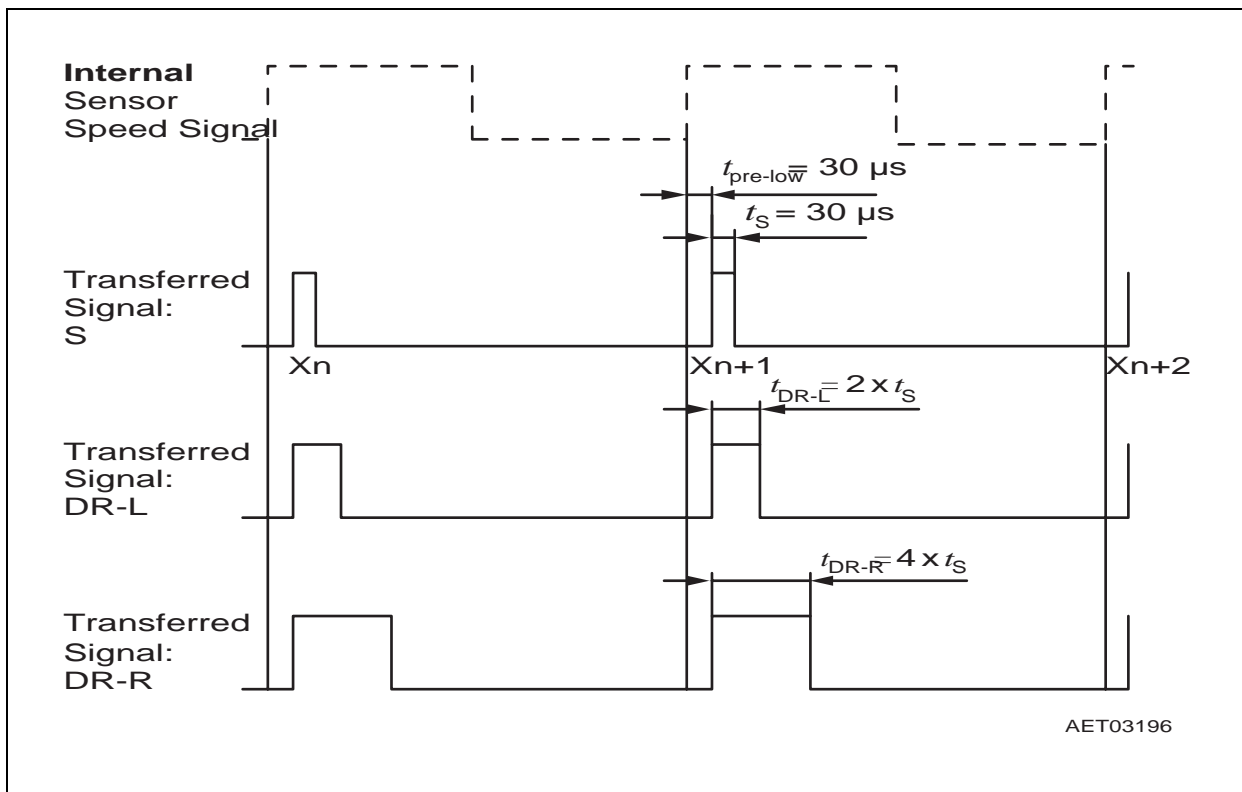 Internal
Sensor
Speed Signal
tpre-low = 30 µs
tS = 30 µs
Transferred
Signal:
S
Xn
Xn+1
Xn+2
tDR-L = 2 x tS
Transferred
Signal:
DR-L
tDR-R = 4 x tS
Transferred
Signal:
DR-R
AET03196